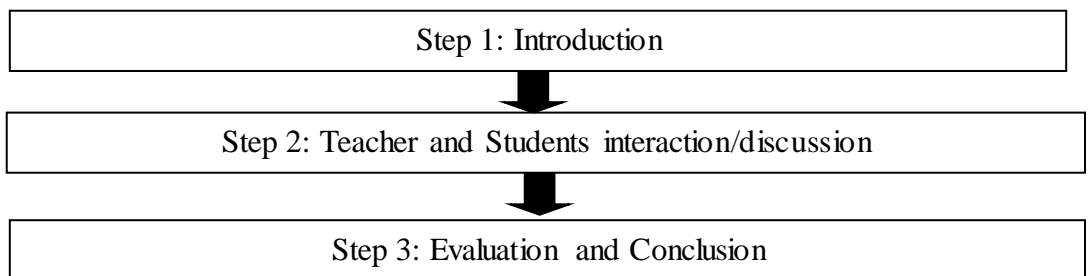 Step 1: Introduction
Step 2: Teacher and Students interaction/discussion
Step 3: Evaluation and Conclusion